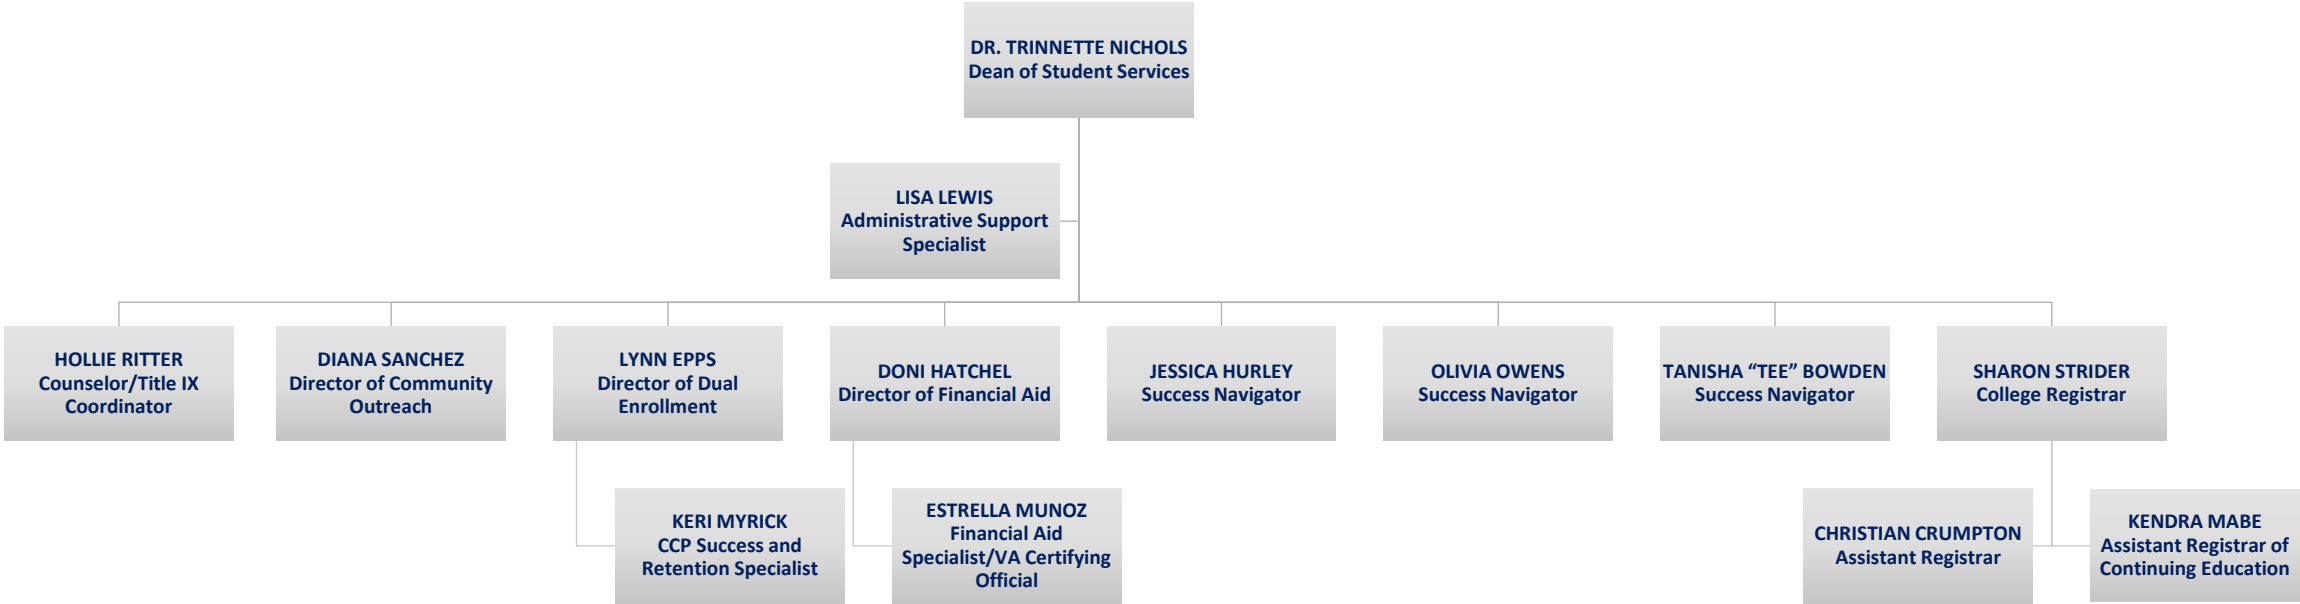 DR. TRINNETTE NICHOLS
Dean of Student Services
LISA LEWIS
Administrative Support
Specialist
HOLLIE RITTER
Counselor/Title IX
Coordinator
DIANA SANCHEZ
Director of Community
Outreach
LYNN EPPS
Director of Dual
Enrollment
DONI HATCHEL
Director of Financial Aid
JESSICA HURLEY
Success Navigator
OLIVIA OWENS
Success Navigator
TANISHA “TEE” BOWDEN
Success Navigator
SHARON STRIDER
College Registrar
KERI MYRICK
CCP Success and
Retention Specialist
ESTRELLA MUNOZ
Financial Aid
Specialist/VA Certifying
Official
CHRISTIAN CRUMPTON
Assistant Registrar
KENDRA MABE
Assistant Registrar of
Continuing Education